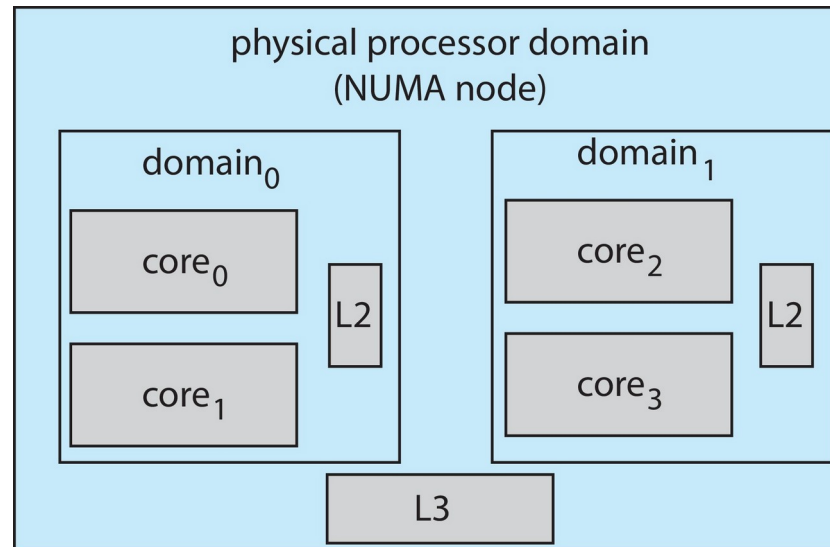 physical processor domain
(NUMA node)
domain₀
core₀
L2
core₁
domain₁
core₂
L2
core₃
L3